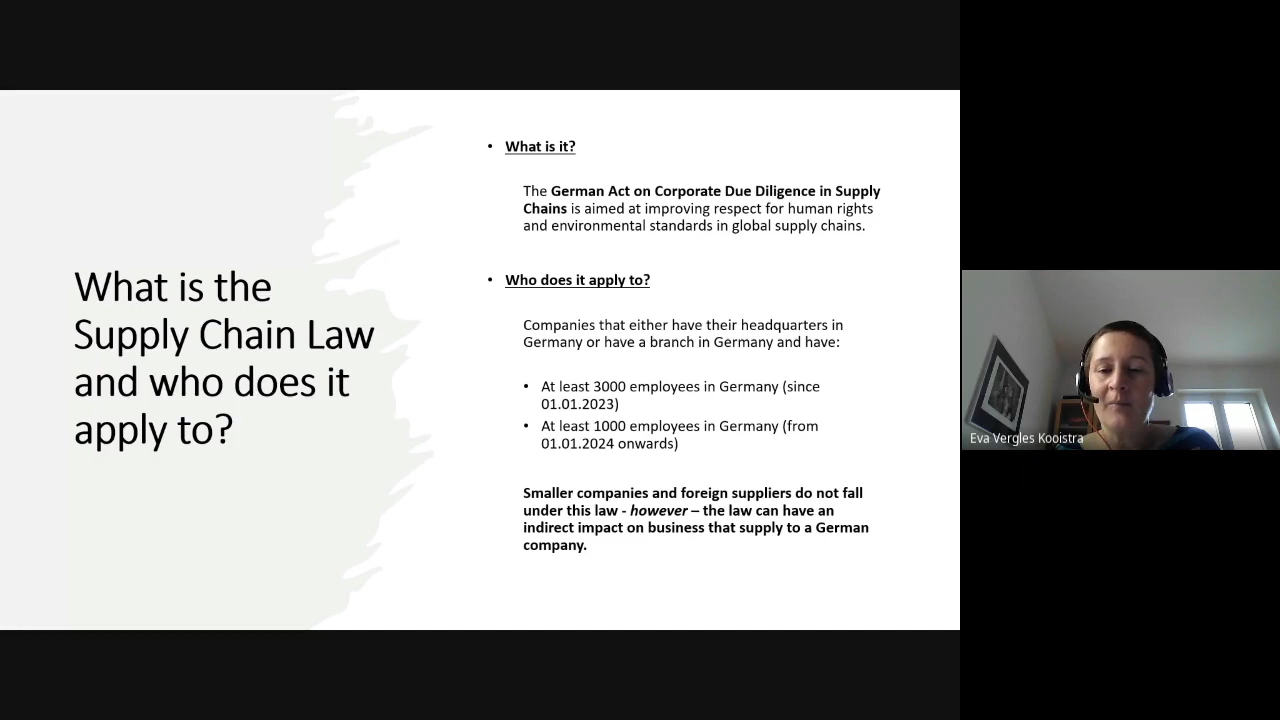 What is the
Supply Chain Law
and who does it
apply to?
• What is it?
The German Act on Corporate Due Diligence in Supply
Chains is aimed at improving respect for human rights
and environmental standards in global supply chains.
• Who does it apply to?
Companies that either have their headquarters in
Germany or have a branch in Germany and have:
• At least 3000 employees in Germany (since
01.01.2023)
• At least 1000 employees in Germany (from
01.01.2024 onwards)
Smaller companies and foreign suppliers do not fall
under this law - however – the law can have an
indirect impact on business that supply to a German
company.
Eva Vergles Kooistra